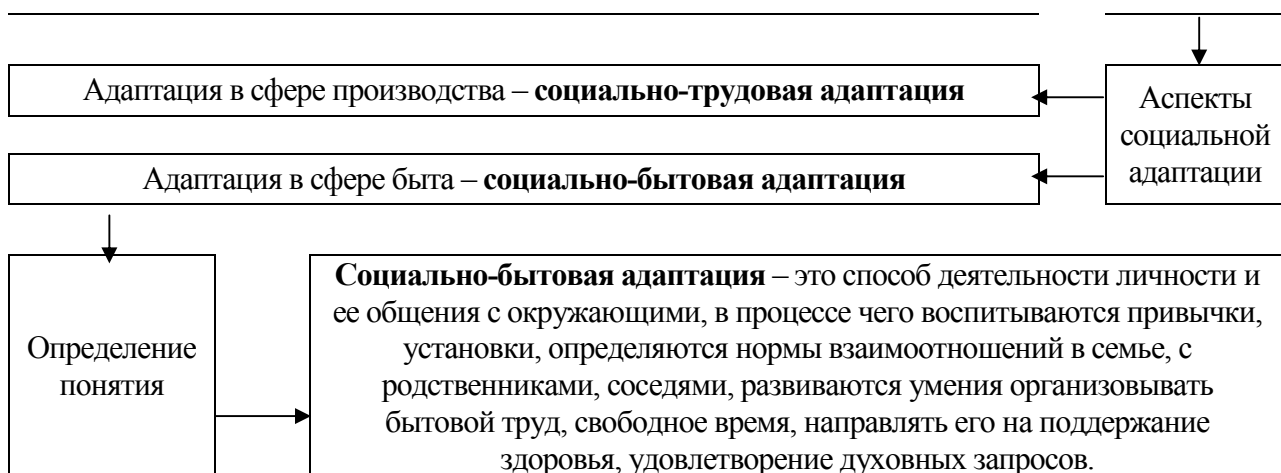 Адаптация в сфере производства – социально-трудовая адаптация
Аспекты
социальной
адаптации
Адаптация в сфере быта – социально-бытовая адаптация
Определение
понятия
Социально-бытовая адаптация – это способ деятельности личности и
ее общения с окружающими, в процессе чего воспитываются привычки,
установки, определяются нормы взаимоотношений в семье, с
родственниками, соседями, развиваются умения организовывать
бытовой труд, свободное время, направлять его на поддержание
здоровья, удовлетворение духовных запросов.